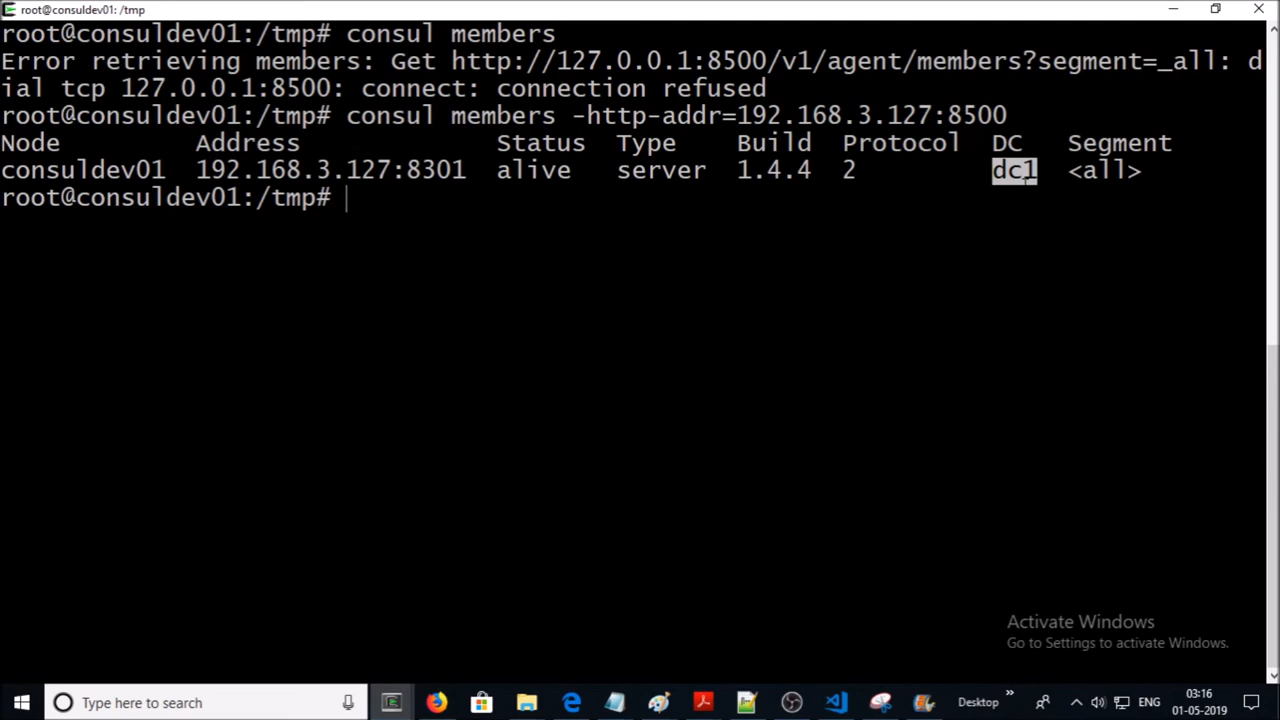 root@consuldev01: /tmp
root@consuldev01:/tmp# consul members
Error retrieving members: Get http://127.0.0.1:8500/v1/agent/members?segment=_all: d
ial tcp 127.0.0.1:8500: connect: connection refused
root@consuldev01:/tmp# consul members -http-addr=192.168.3.127:8500
Node Address Status Type Build Protocol DC Segment
consuldev01 192.168.3.127:8301 alive server 1.4.4 2 dc1 <all>
root@consuldev01:/tmp#
Activate Windows
Go to Settings to activate Windows.
Type here to search
Desktop
ENG
03:16
01-05-2019